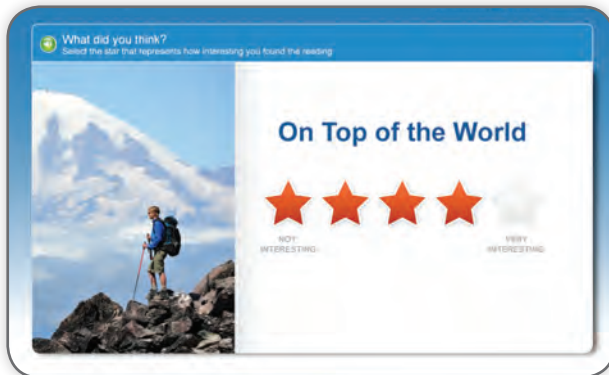 What did you think?
Select the star that represents how interesting you found the reading
On Top of the World
NOT
INTERESTING
VERY
INTERESTING